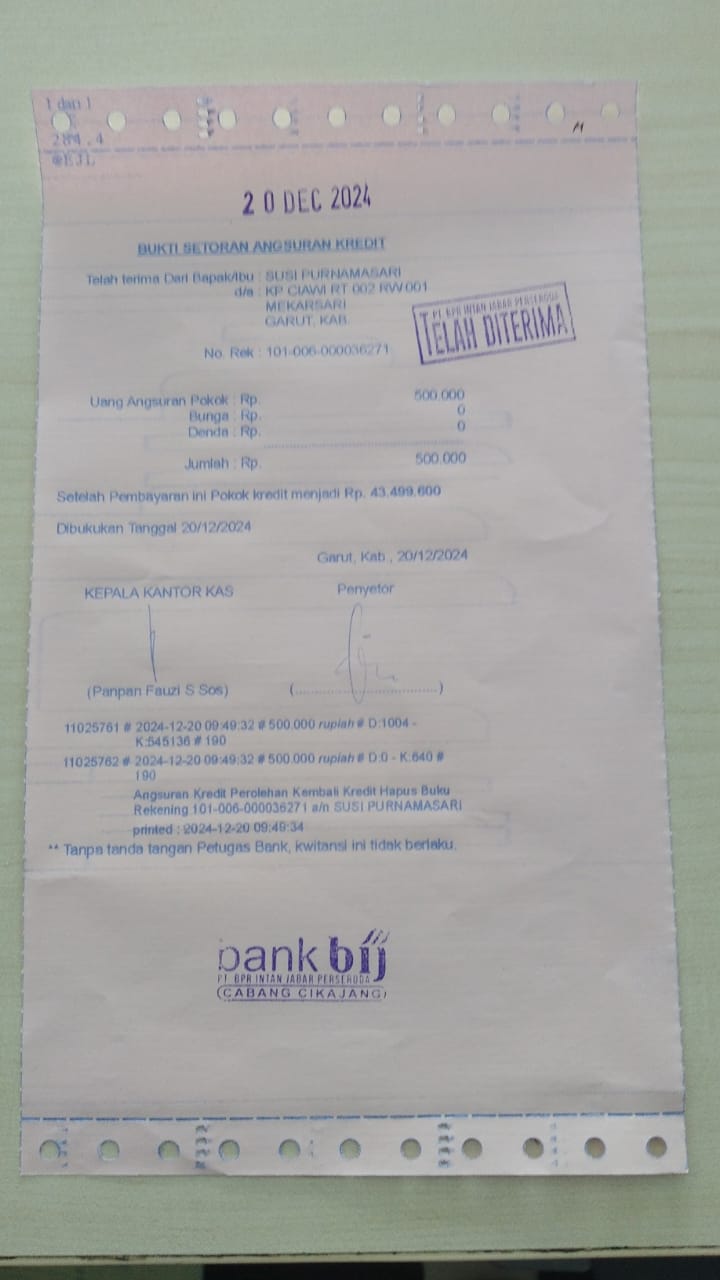 1 dari 1
284.4
@EJL
20 DEC 2024
BUKTI SETORAN ANGSURAN KREDIT
Telah terima Dari Bapak/Ibu : SUSI PURNAMASARI
d/a : KP CIAWI RT 002 RW 001
MEKARSARI
GARUT, KAB.
PT. BPR INTAN JABAR PERSERODA
TELAH DITERIMA
No. Rek : 101-006-000036271
Uang Angsuran Pokok : Rp. 500.000
Bunga : Rp. 0
Denda : Rp. 0
Jumlah : Rp. 500.000
Setelah Pembayaran ini Pokok kredit menjadi Rp. 43.499.600
Dibukukan Tanggal 20/12/2024
Garut, Kab., 20/12/2024
KEPALA KANTOR KAS Penyetor
(Panpan Fauzi S Sos) (....................................)
11025761 # 2024-12-20 09:49:32 # 500.000 rupiah # D:1004 -
K:545136 # 190
11025762 # 2024-12-20 09:49:32 # 500.000 rupiah # D:0 - K:640 #
190
Angsuran Kredit Perolehan Kembali Kredit Hapus Buku
Rekening 101-006-000036271 a/n SUSI PURNAMASARI
printed : 2024-12-20 09:49:34
** Tanpa tanda tangan Petugas Bank, kwitansi ini tidak berlaku.
bank bij
PT BPR INTAN JABAR PERSERODA
(CABANG CIKAJANG)